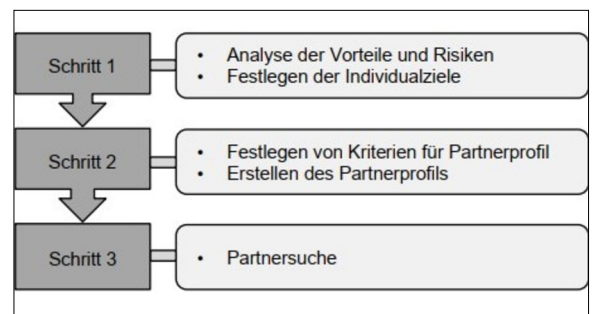 Schritt 1
• Analyse der Vorteile und Risiken
• Festlegen der Individualziele
Schritt 2
• Festlegen von Kriterien für Partnerprofil
• Erstellen des Partnerprofils
Schritt 3
• Partnersuche